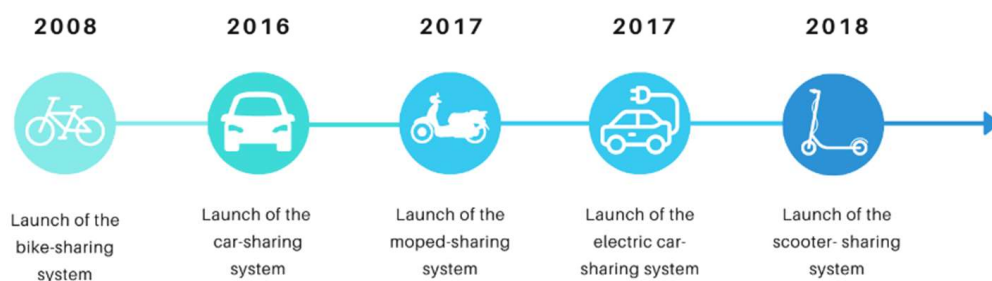 2008
2016
2017
2017
2018
Launch of the
bike-sharing
system
Launch of the
car-sharing
system
Launch of the
moped-sharing
system
Launch of the
electric car-
sharing system
Launch of the
scooter- sharing
system